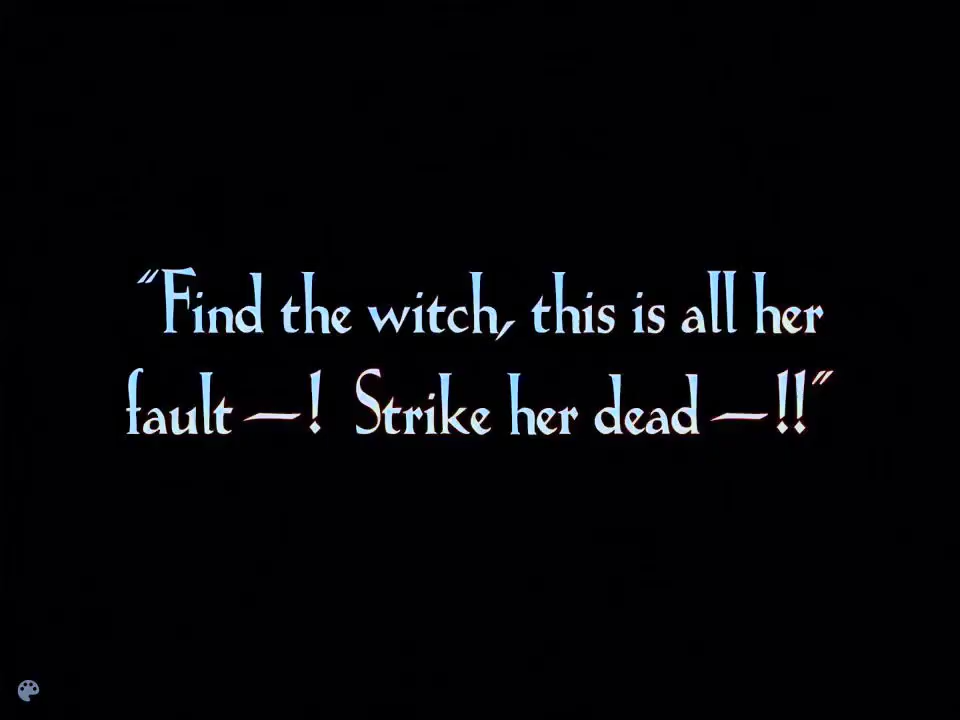 “Find the witch, this is all her
fault —! Strike her dead —!!”